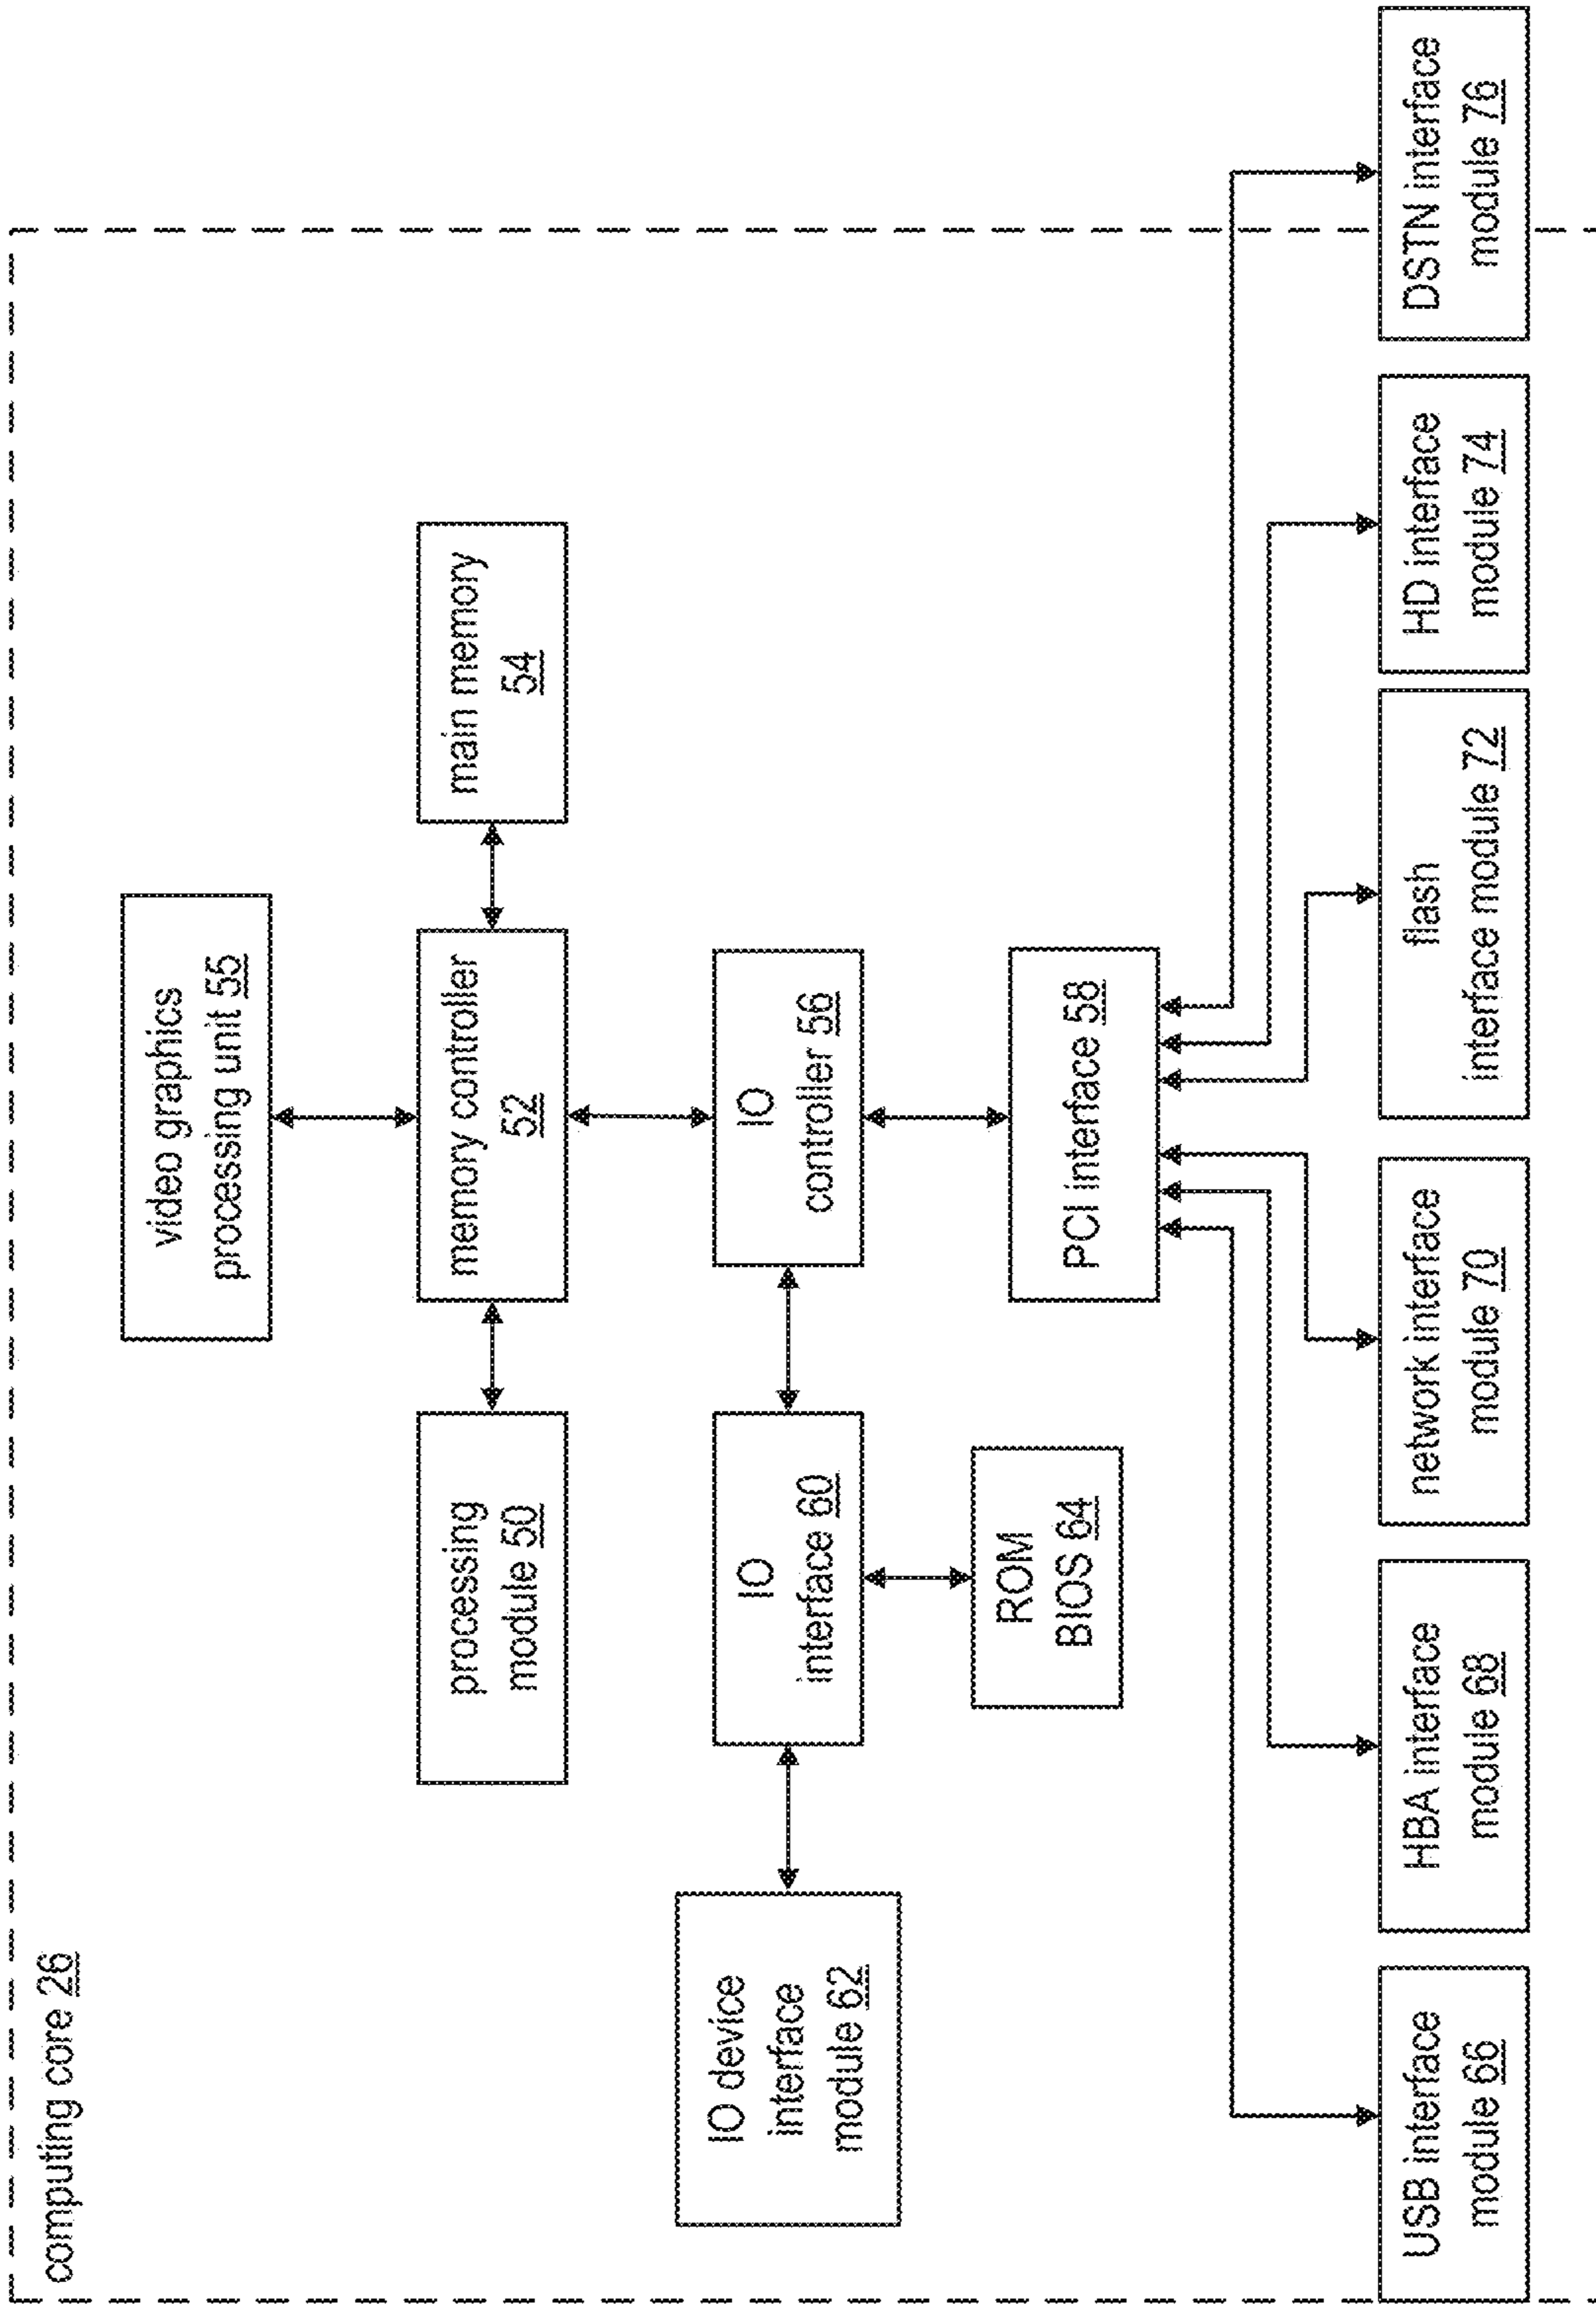 computing core 26
video graphics
processing unit 55
processing
module 50
memory controller
52
main memory
54
IO device
interface
module 62
IO
interface 60
IO
controller 56
ROM
BIOS 64
PCI interface 58
USB interface
module 66
HBA interface
module 68
network interface
module 70
flash
interface module 72
HD interface
module 74
DSTN interface
module 76